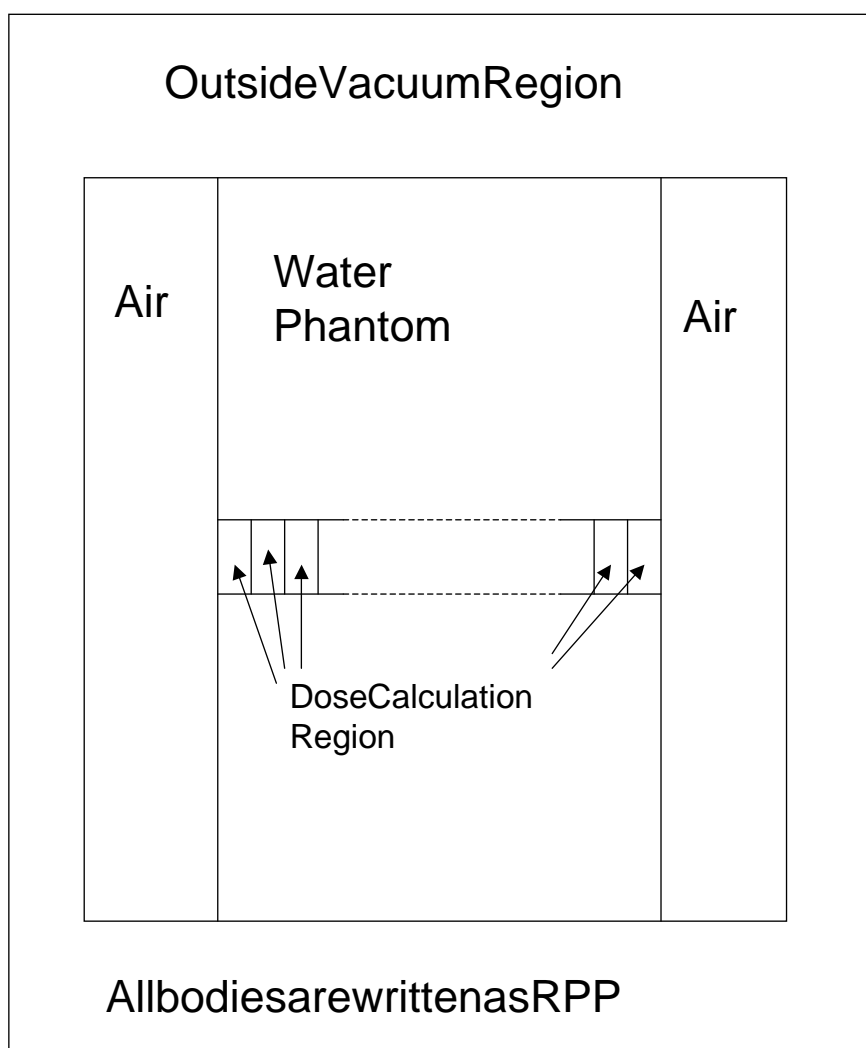 OutsideVacuumRegion
Air
Water
Phantom
Air
DoseCalculation
Region
AllbodiesarewrittenasRPP